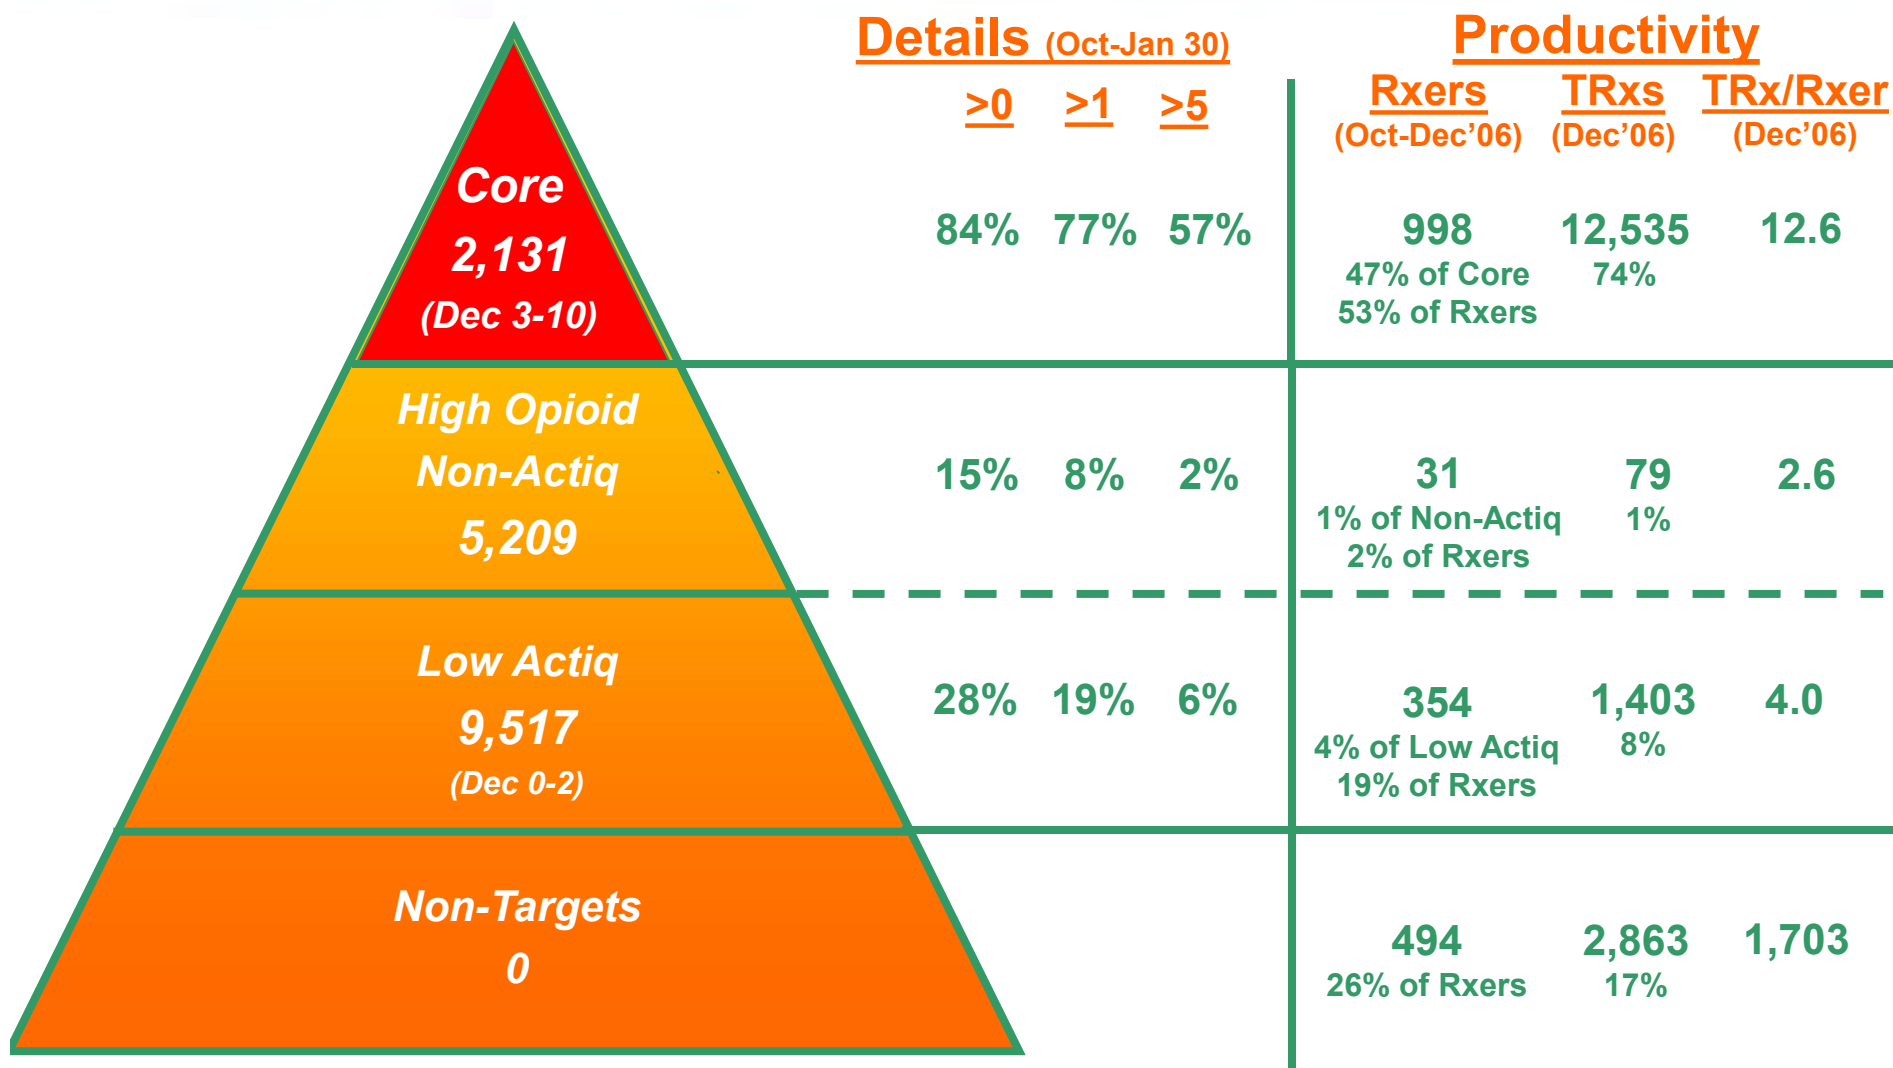 Details (Oct-Jan 30)
>0 >1 >5
Productivity
Rxers TRxs TRx/Rxer
(Oct-Dec’06) (Dec’06) (Dec’06)
Core
2,131
(Dec 3-10)
84% 77% 57%
998 12,535 12.6
47% of Core 74%
53% of Rxers
High Opioid
Non-Actiq
5,209
15% 8% 2%
31 79 2.6
1% of Non-Actiq 1%
2% of Rxers
Low Actiq
9,517
(Dec 0-2)
28% 19% 6%
354 1,403 4.0
4% of Low Actiq 8%
19% of Rxers
Non-Targets
0
494 2,863 1,703
26% of Rxers 17%